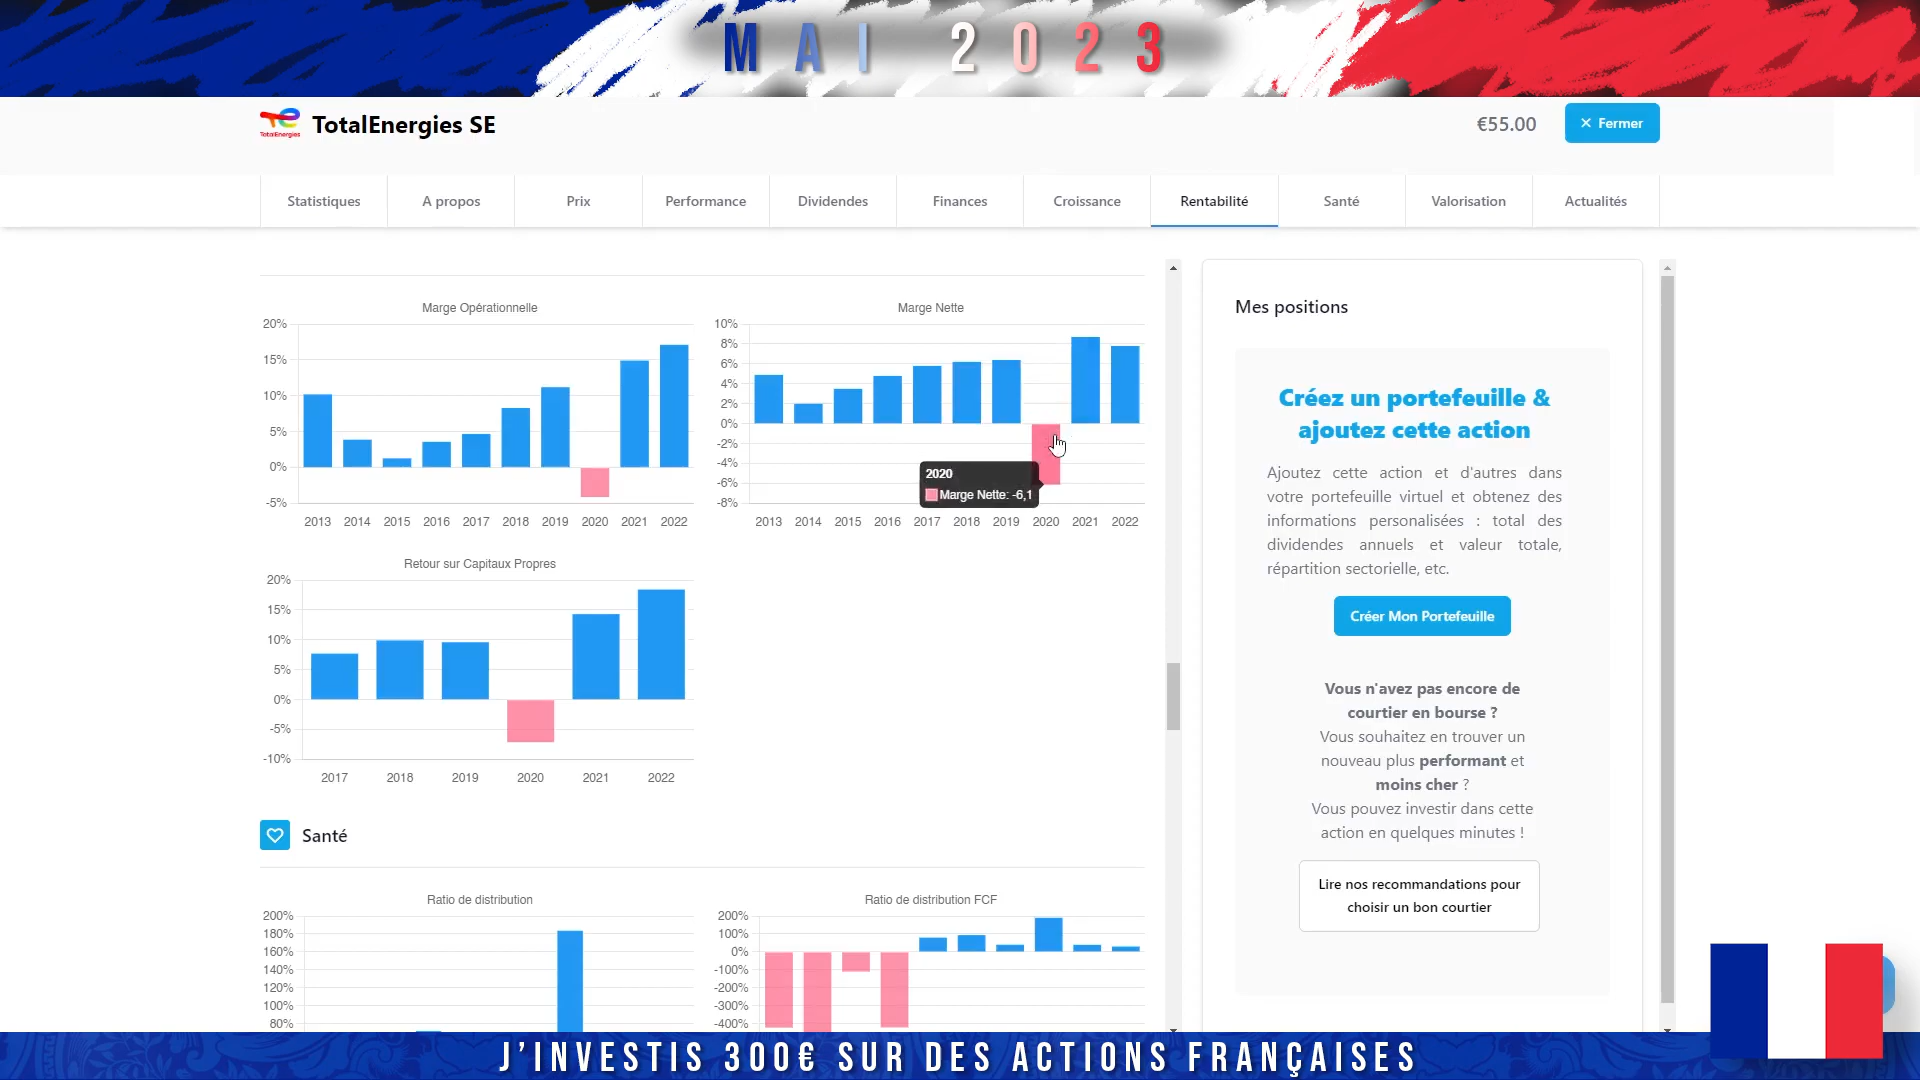 MAI 2023
TotalEnergies
TotalEnergies SE
€55.00
Fermer
Statistiques
A propos
Prix
Performance
Dividendes
Finances
Croissance
Rentabilité
Santé
Valorisation
Actualités
Marge Opérationnelle
20%
15%
10%
5%
0%
-5%
2013 2014 2015 2016 2017 2018 2019 2020 2021 2022
Marge Nette
10%
8%
6%
4%
2%
0%
-2%
-4%
-6%
-8%
2020
Marge Nette: -6,1
2013 2014 2015 2016 2017 2018 2019 2020 2021 2022
Retour sur Capitaux Propres
20%
15%
10%
5%
0%
-5%
-10%
2017 2018 2019 2020 2021 2022
Santé
Ratio de distribution
200%
180%
160%
140%
120%
100%
80%
Ratio de distribution FCF
200%
100%
0%
-100%
-200%
-300%
-400%
Mes positions
Créez un portefeuille &
ajoutez cette action
Ajoutez cette action et d'autres dans
votre portefeuille virtuel et obtenez des
informations personalisées : total des
dividendes annuels et valeur totale,
répartition sectorielle, etc.
Créer Mon Portefeuille
Vous n'avez pas encore de
courtier en bourse ?
Vous souhaitez en trouver un
nouveau plus performant et
moins cher ?
Vous pouvez investir dans cette
action en quelques minutes !
Lire nos recommandations pour
choisir un bon courtier
J'INVESTIS 300€ SUR DES ACTIONS FRANÇAISES